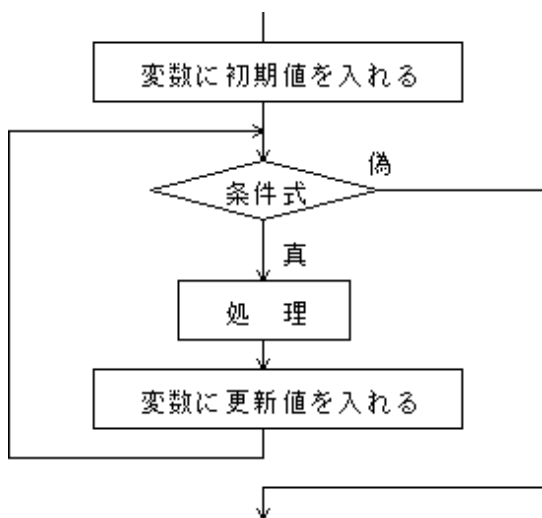 変数に初期値を入れる
偽
条件式
真
処　理
変数に更新値を入れる